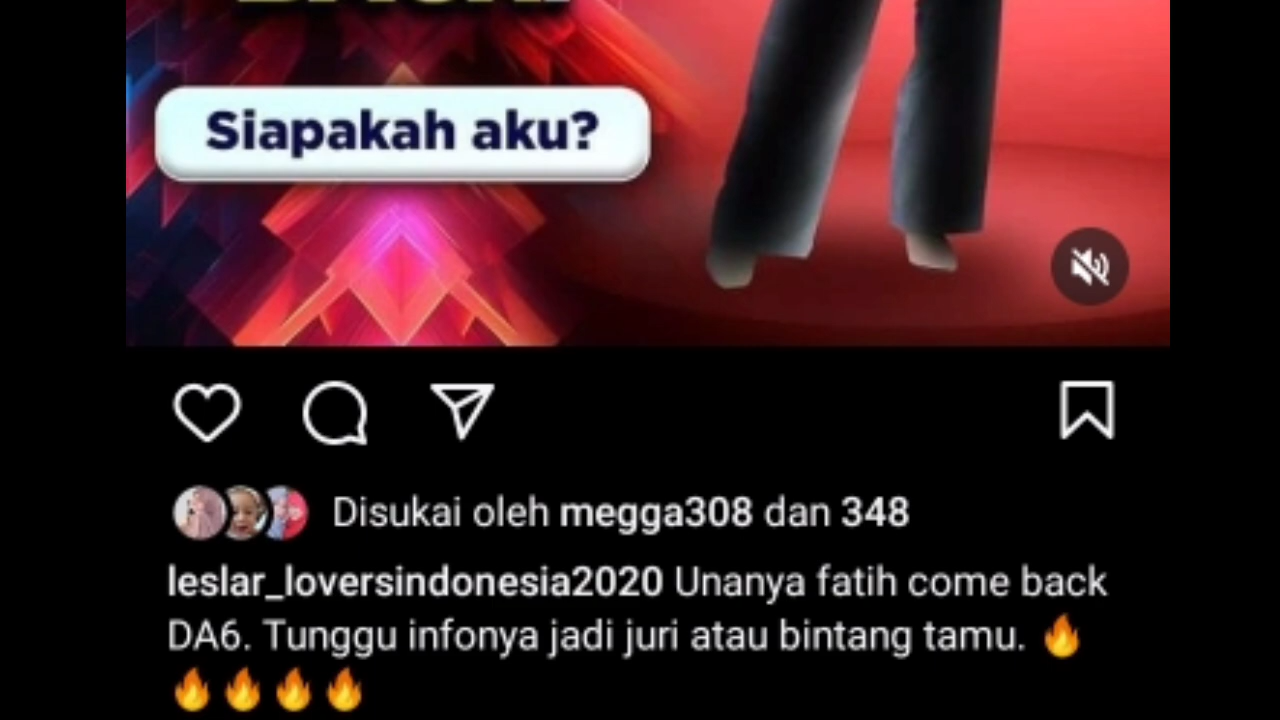 Siapakah aku?
Disukai oleh megga308 dan 348
leslar_loversindonesia2020 Unanya fatih come back
DA6. Tunggu infonya jadi juri atau bintang tamu. 🔥
🔥🔥🔥🔥